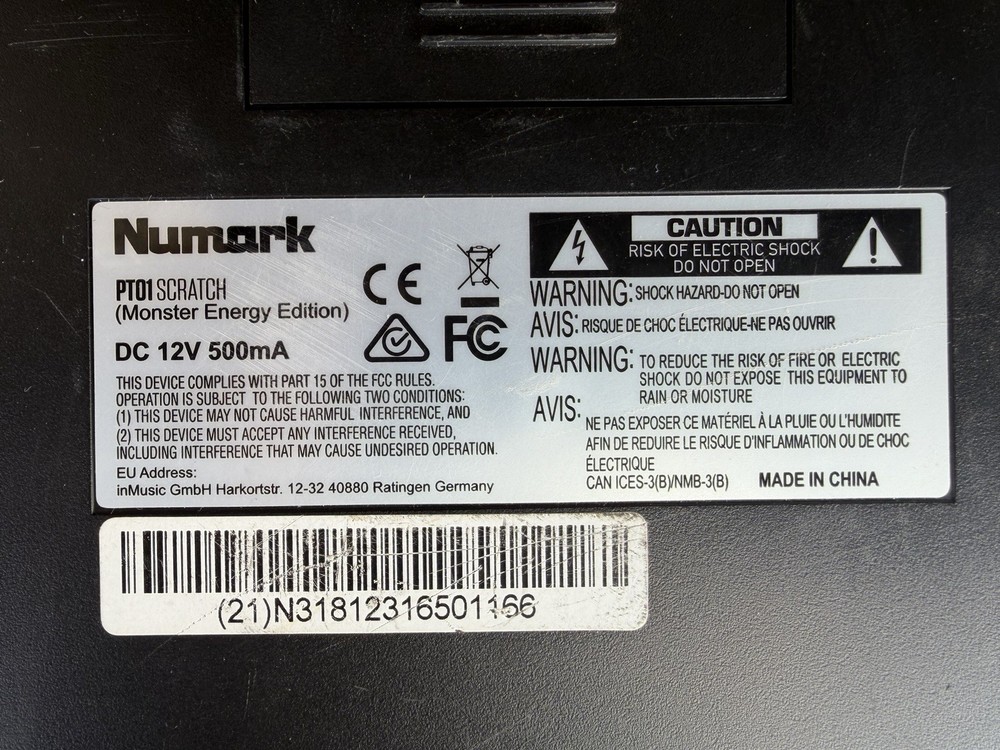 Numark
PT01 SCRATCH
(Monster Energy Edition)
DC 12V 500mA
THIS DEVICE COMPLIES WITH PART 15 OF THE FCC RULES.
OPERATION IS SUBJECT TO THE FOLLOWING TWO CONDITIONS:
(1) THIS DEVICE MAY NOT CAUSE HARMFUL INTERFERENCE, AND
(2) THIS DEVICE MUST ACCEPT ANY INTERFERENCE RECEIVED,
INCLUDING INTERFERENCE THAT MAY CAUSE UNDESIRED OPERATION.
EU Address:
inMusic GmbH Harkortstr. 12-32 40880 Ratingen Germany
CE
FC
CAUTION
RISK OF ELECTRIC SHOCK
DO NOT OPEN
WARNING: SHOCK HAZARD-DO NOT OPEN
AVIS: RISQUE DE CHOC ÉLECTRIQUE-NE PAS OUVRIR
WARNING: TO REDUCE THE RISK OF FIRE OR ELECTRIC
SHOCK DO NOT EXPOSE THIS EQUIPMENT TO
RAIN OR MOISTURE
AVIS: NE PAS EXPOSER CE MATÉRIEL À LA PLUIE OU L'HUMIDITE
AFIN DE REDUIRE LE RISQUE D'INFLAMMATION OU DE CHOC
ÉLECTRIQUE
CAN ICES-3(B)/NMB-3(B) MADE IN CHINA
(21)N31812316501166